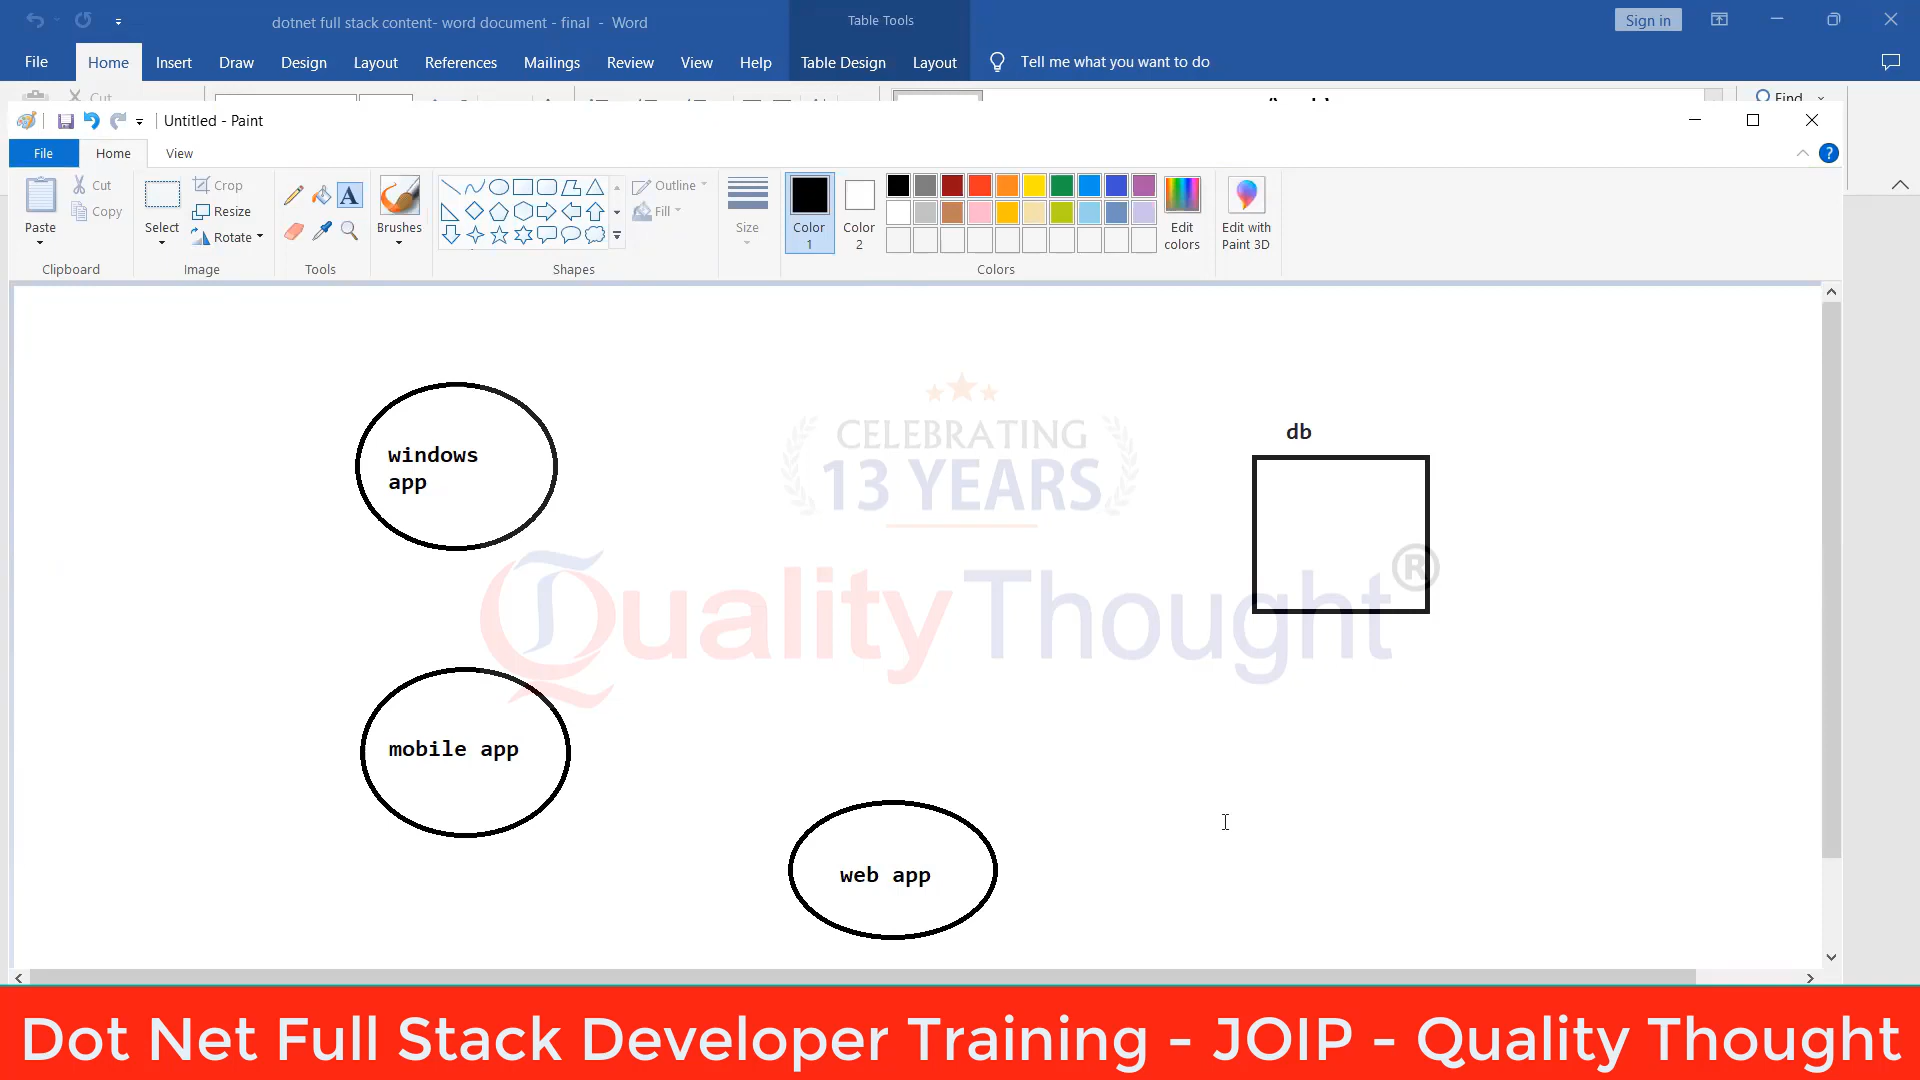 dotnet full stack content- word document - final - Word
Table Tools
Sign in
File Home Insert Draw Design Layout References Mailings Review View Help Table Design Layout Tell me what you want to do
Cut
Find
Untitled - Paint
File Home View
Paste
Cut
Copy
Clipboard
Select
Crop
Resize
Rotate
Image
A
Tools
Brushes
Shapes
Outline
Fill
Size
Color 1
Color 2
Colors
Edit colors
Edit with Paint 3D
windows
app
db
CELEBRATING
13 YEARS
Quality Thought ®
mobile app
web app
Dot Net Full Stack Developer Training - JOIP - Quality Thought